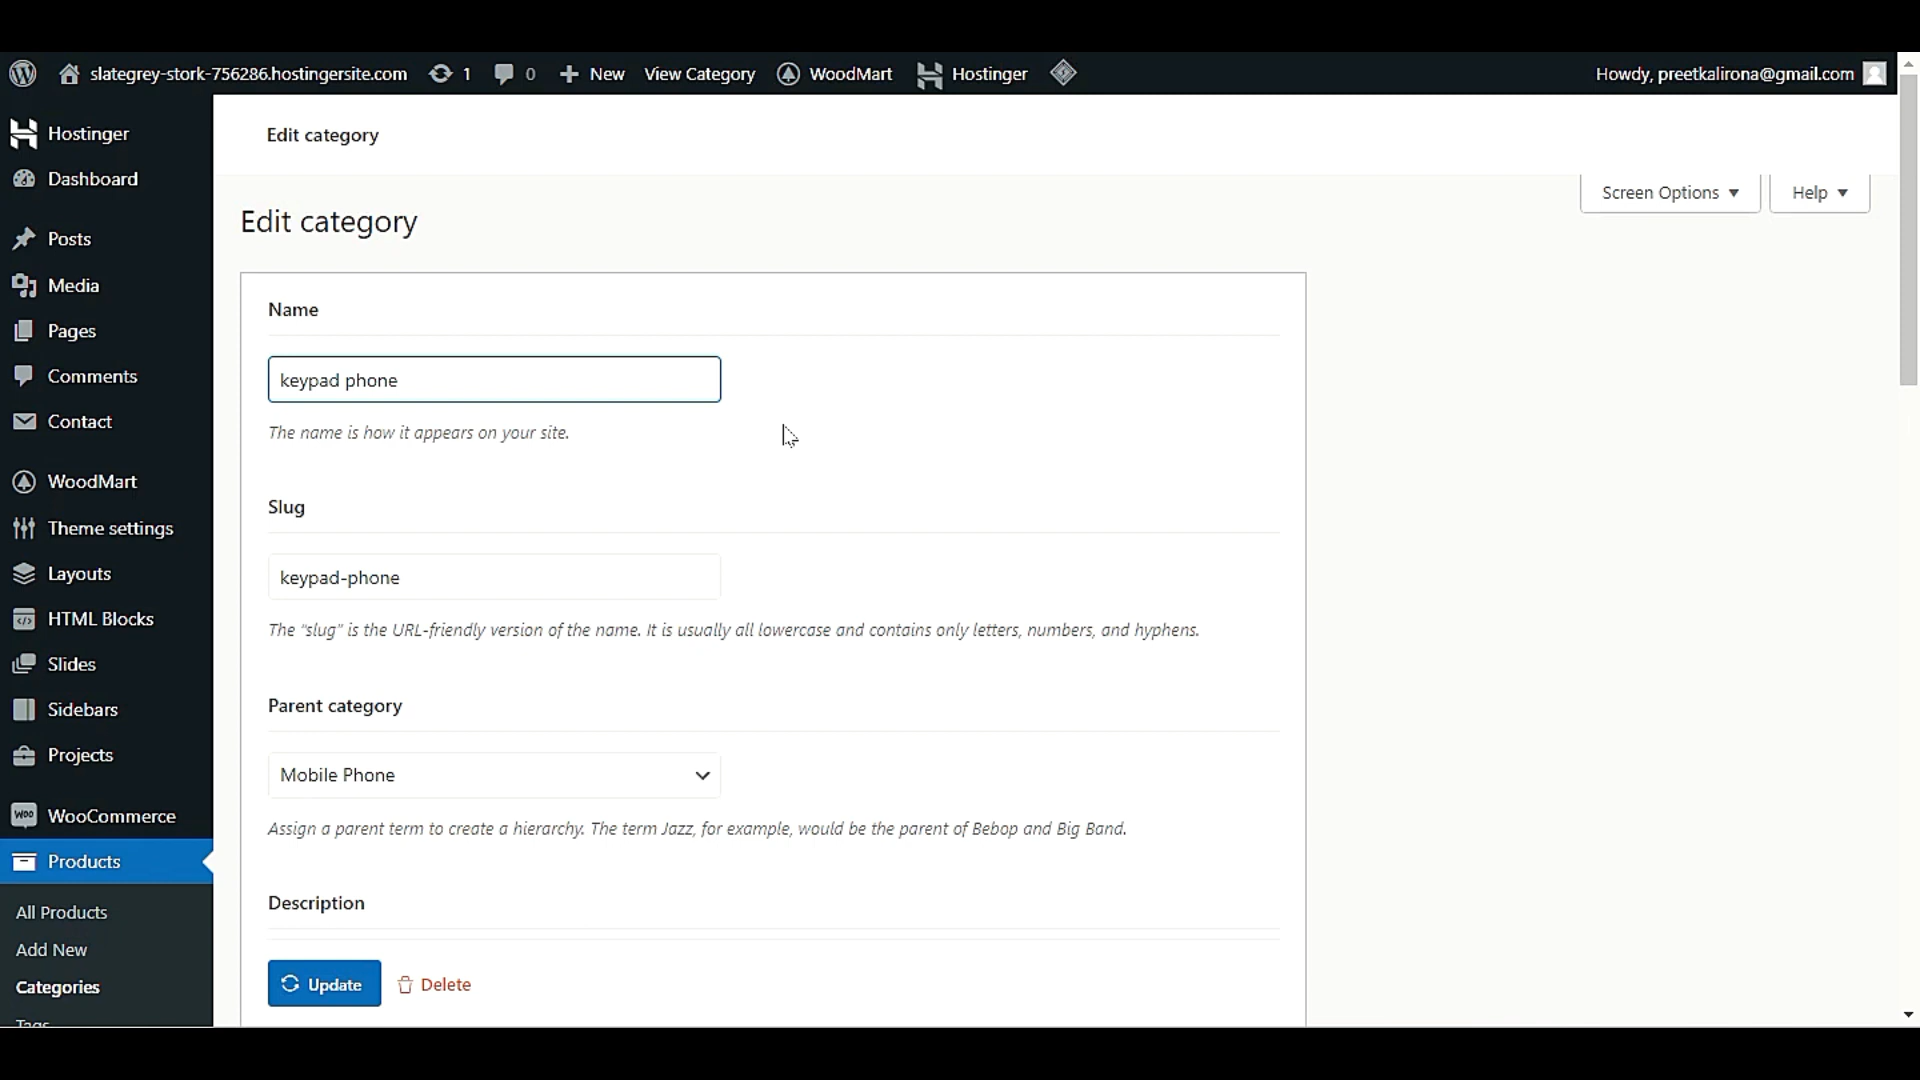 slategrey-stork-756286.hostingersite.com 1 0 New View Category WoodMart Hostinger Howdy, preetkalirona@gmail.com
Hostinger
Dashboard
Posts
Media
Pages
Comments
Contact
WoodMart
Theme settings
Layouts
HTML Blocks
Slides
Sidebars
Projects
WooCommerce
Products
All Products
Add New
Categories
Tags
Edit category
Screen Options
Help
Edit category
Name
keypad phone
The name is how it appears on your site.
Slug
keypad-phone
The "slug" is the URL-friendly version of the name. It is usually all lowercase and contains only letters, numbers, and hyphens.
Parent category
Mobile Phone
Assign a parent term to create a hierarchy. The term Jazz, for example, would be the parent of Bebop and Big Band.
Description
Update Delete